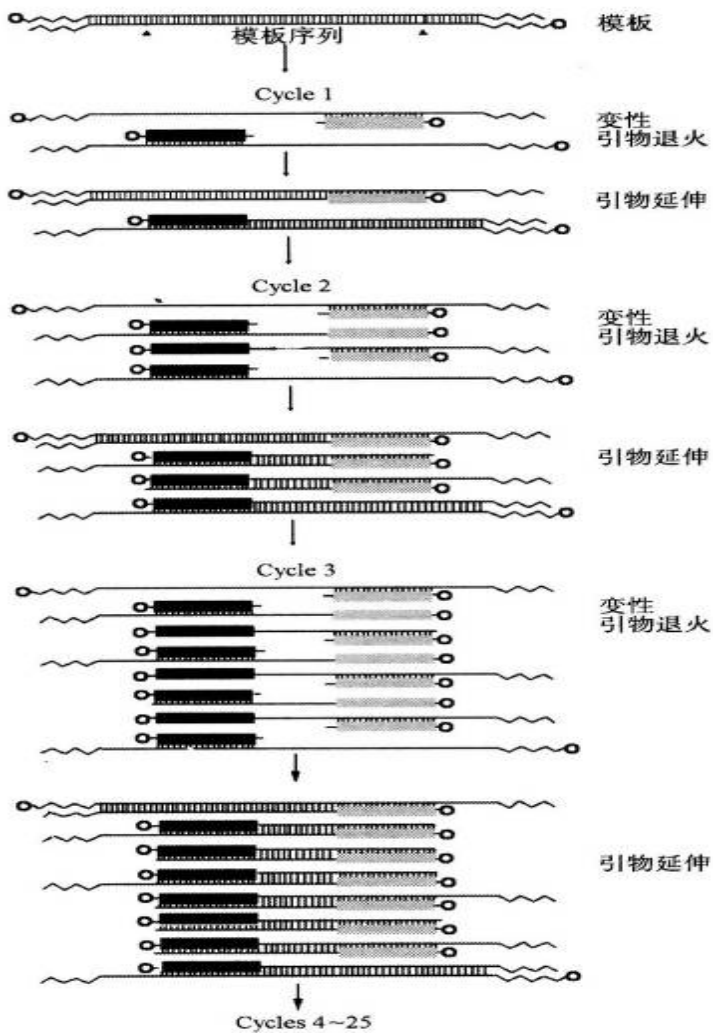 模板
模板序列
Cycle 1
变性
引物退火
引物延伸
Cycle 2
变性
引物退火
引物延伸
Cycle 3
变性
引物退火
引物延伸
Cycles 4~25